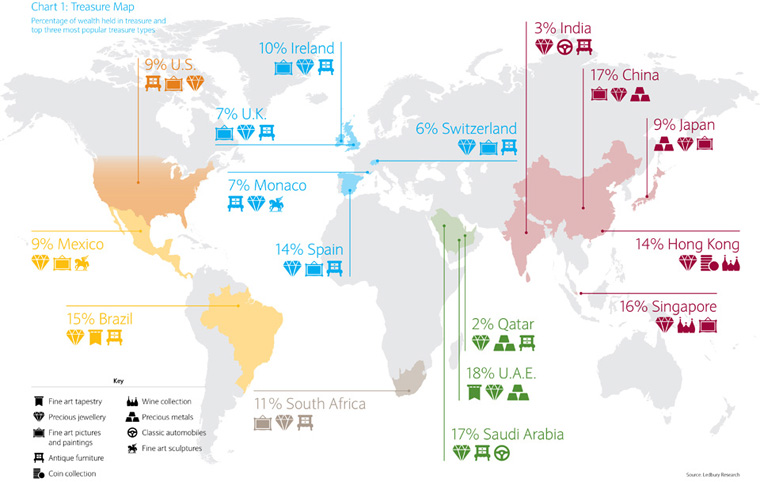 Chart 1: Treasure Map
Percentage of wealth held in treasure and
top three most popular treasure types.
3% India
10% Ireland
9% U.S.
17% China
7% U.K.
6% Switzerland
9% Japan
7% Monaco
9% Mexico
14% Spain
14% Hong Kong
15% Brazil
16% Singapore
2% Qatar
18% U.A.E.
11% South Africa
17% Saudi Arabia
Key
Fine art tapestry
Precious jewellery
Fine art pictures
and paintings
Antique furniture
Coin collection
Wine collection
Precious metals
Classic automobiles
Fine art sculptures
Source: Ledbury Research